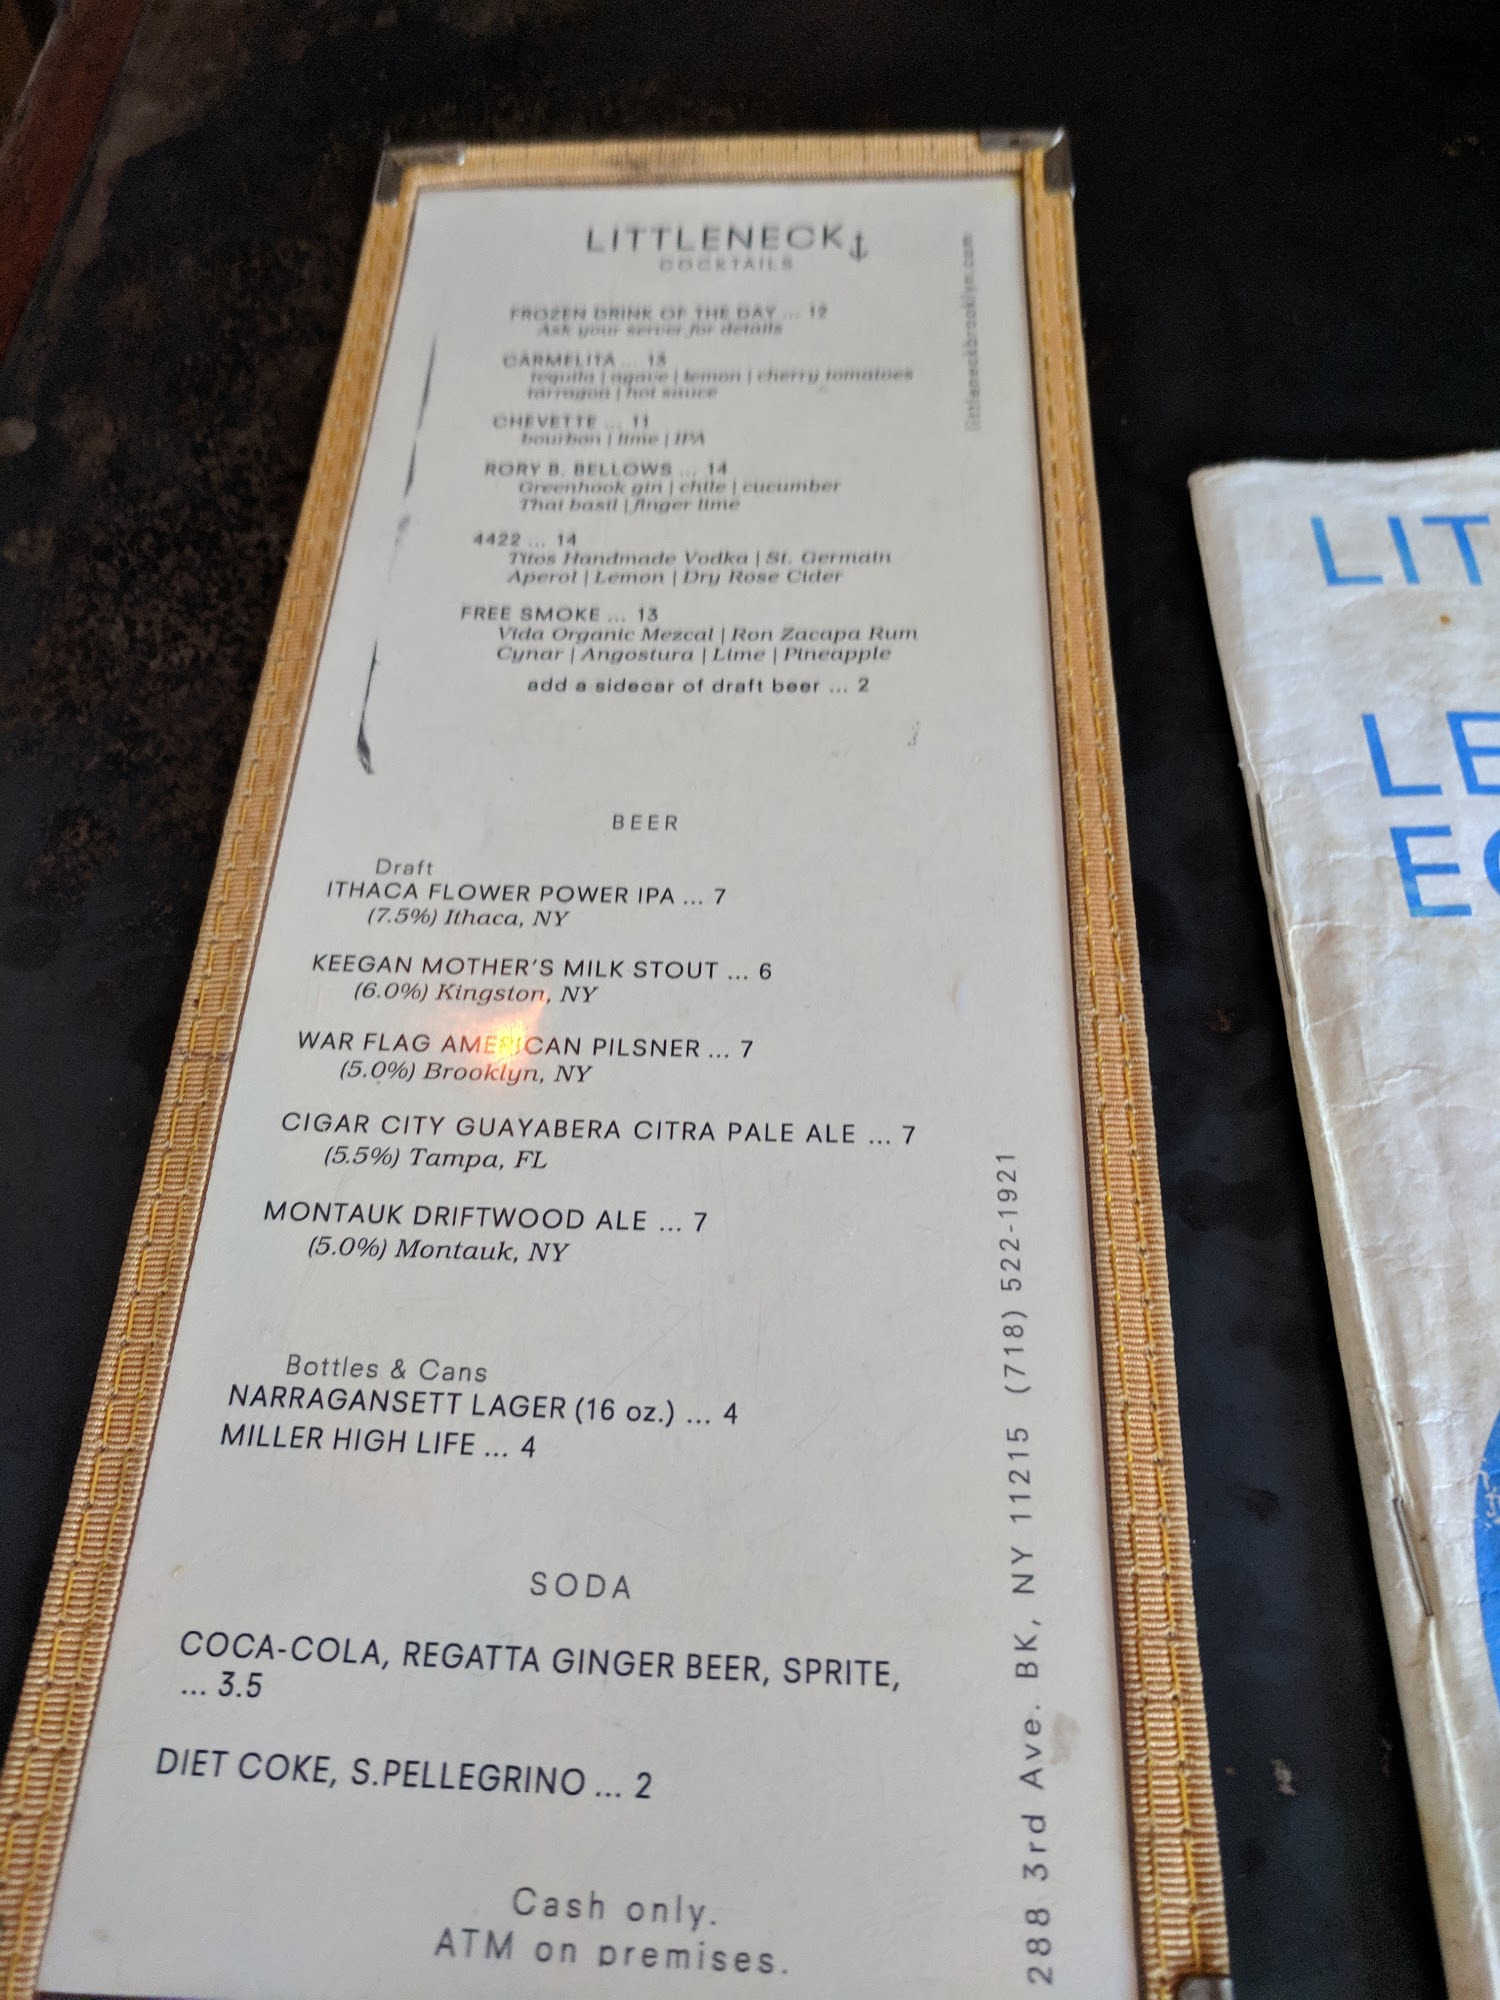 LITTLENECK
COCKTAILS
FROZEN DRINK OF THE DAY ... 12
Ask your server for details
CARMELITA ... 13
tequila | agave | lemon | cherry tomatoes
tarragon | hot sauce
CHEVETTE ... 11
bourbon | lime | IPA
RORY B. BELLOWS ... 14
Greenhook gin | chile | cucumber
Thai basil | finger lime
4422 ... 14
Titos Handmade Vodka | St. Germain
Aperol | Lemon | Dry Rose Cider
FREE SMOKE ... 13
Vida Organic Mezcal | Ron Zacapa Rum
Cynar | Angostura | Lime | Pineapple
add a sidecar of draft beer ... 2
BEER
Draft
ITHACA FLOWER POWER IPA ... 7
(7.5%) Ithaca, NY
KEEGAN MOTHER'S MILK STOUT ... 6
(6.0%) Kingston, NY
WAR FLAG AMERICAN PILSNER ... 7
(5.0%) Brooklyn, NY
CIGAR CITY GUAYABERA CITRA PALE ALE ... 7
(5.5%) Tampa, FL
MONTAUK DRIFTWOOD ALE ... 7
(5.0%) Montauk, NY
Bottles & Cans
NARRAGANSETT LAGER (16 oz.) ... 4
MILLER HIGH LIFE ... 4
SODA
COCA-COLA, REGATTA GINGER BEER, SPRITE,
... 3.5
DIET COKE, S.PELLEGRINO ... 2
Cash only.
ATM on premises.
288 3rd Ave. BK, NY 11215 (718) 522-1921
littleneckbrooklyn.com
LIT
LE